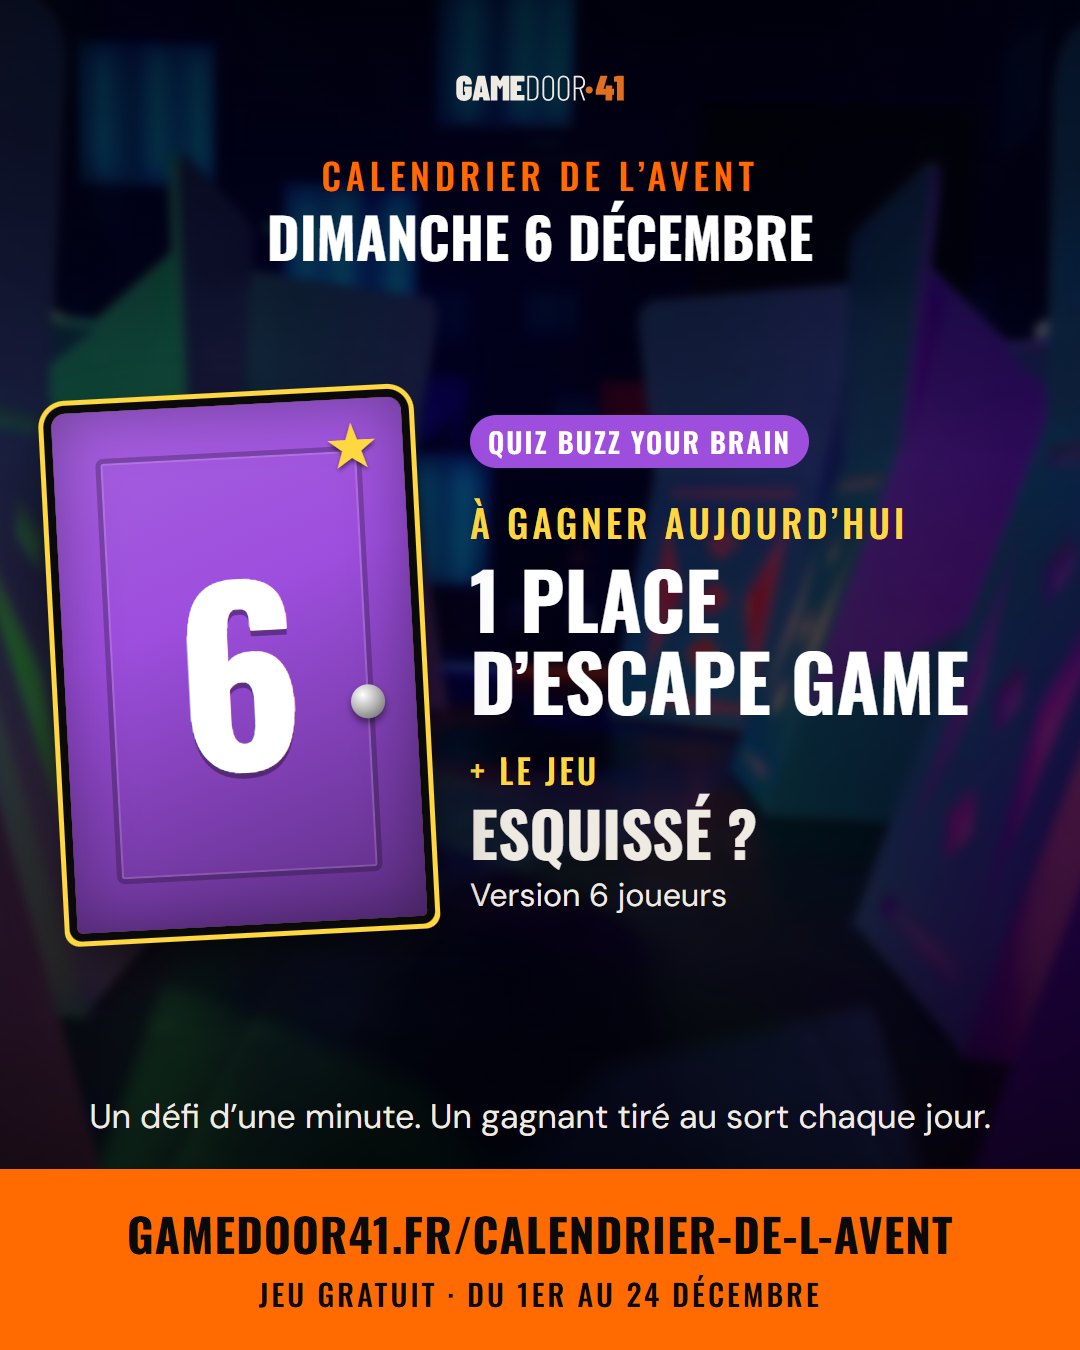 GAMEDOOR·41
CALENDRIER DE L’AVENT
DIMANCHE 6 DÉCEMBRE
6
QUIZ BUZZ YOUR BRAIN
À GAGNER AUJOURD’HUI
1 PLACE
D’ESCAPE GAME
+ LE JEU
ESQUISSÉ ?
Version 6 joueurs
Un défi d’une minute. Un gagnant tiré au sort chaque jour.
GAMEDOOR41.FR/CALENDRIER-DE-L-AVENT
JEU GRATUIT · DU 1ER AU 24 DÉCEMBRE